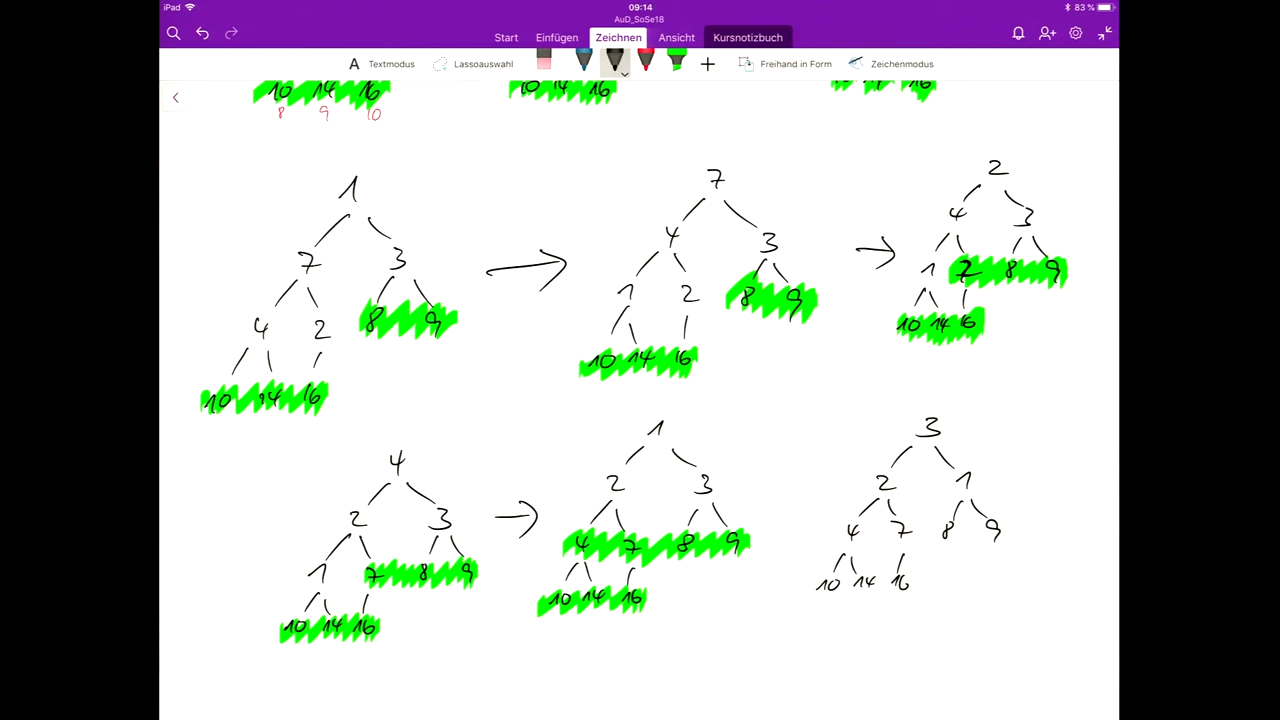 iPad 09:14 83 %
AuD_SoSe18
Start Einfügen Zeichnen Ansicht Kursnotizbuch
A Textmodus Lassoauswahl Freihand in Form Zeichenmodus
10 14 16 10 14 16 16
8 9 10
1 7 2
7 3 4 3 4 3
4 2 8 9 1 2 8 9 1 7 8 9
10 14 16 10 14 16 10 14 16
4 1 3
2 3 2 3 2 1
1 7 8 9 4 7 8 9 4 7 8 9
10 14 16 10 14 16 10 14 16